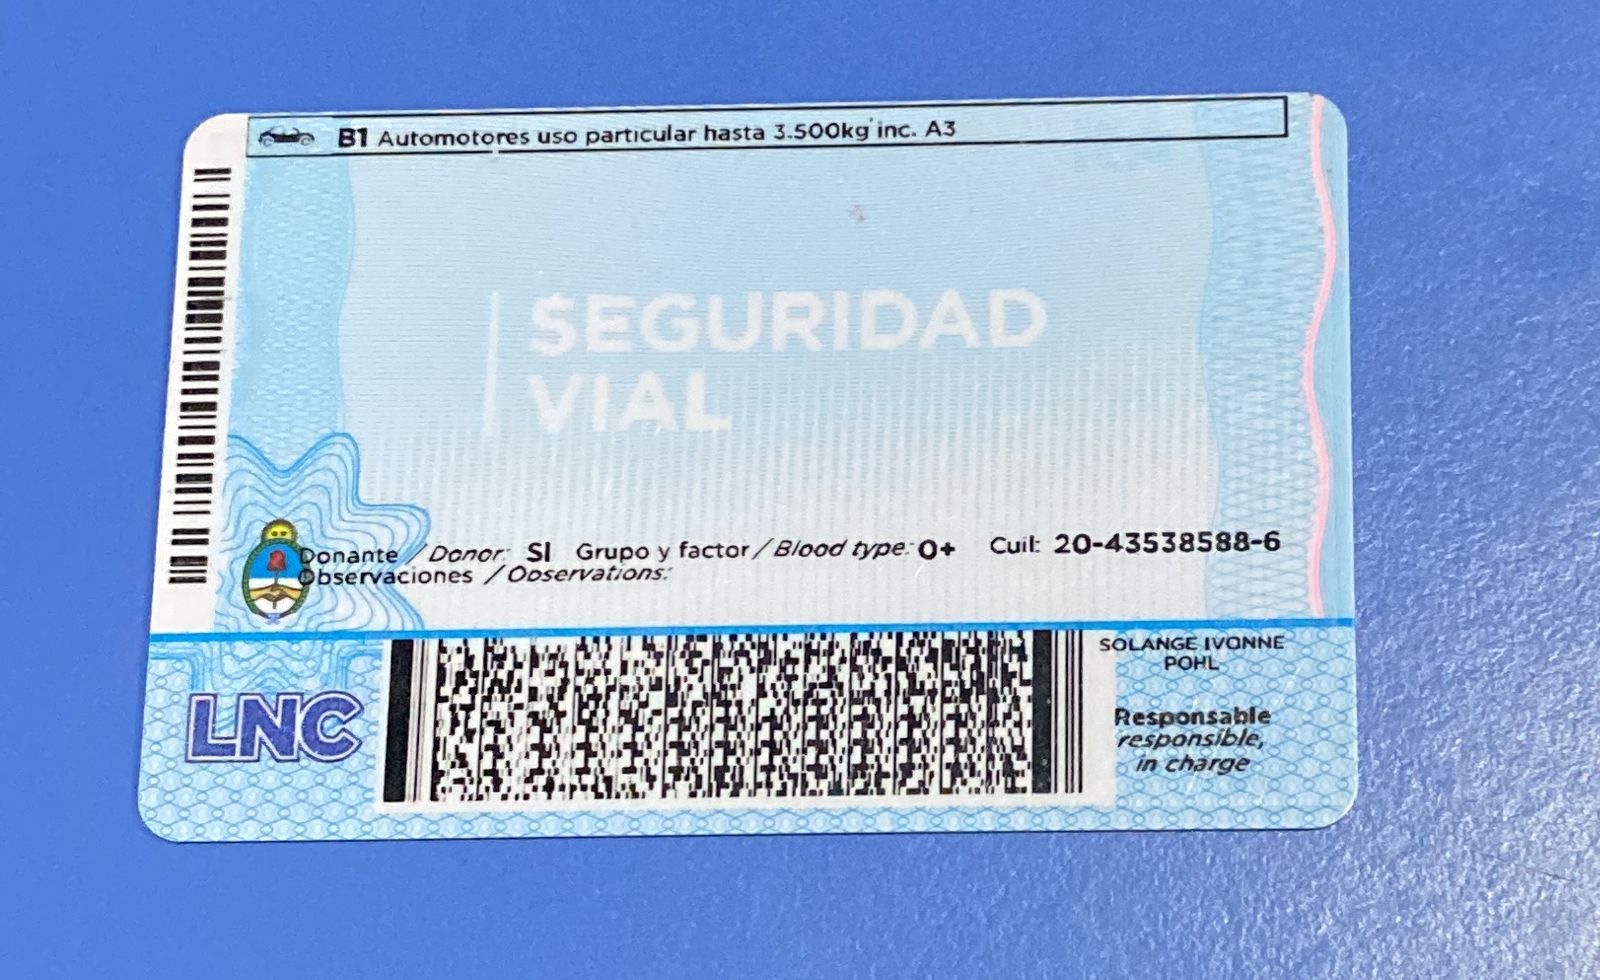 B1 Automotores uso particular hasta 3.500kg inc. A3
SEGURIDAD
VIAL
Donante / Donor: SI Grupo y factor / Blood type: 0+ Cuil: 20-43538588-6
Observaciones / Observations:
LNC
SOLANGE IVONNE
POHL
Responsable
responsible,
in charge